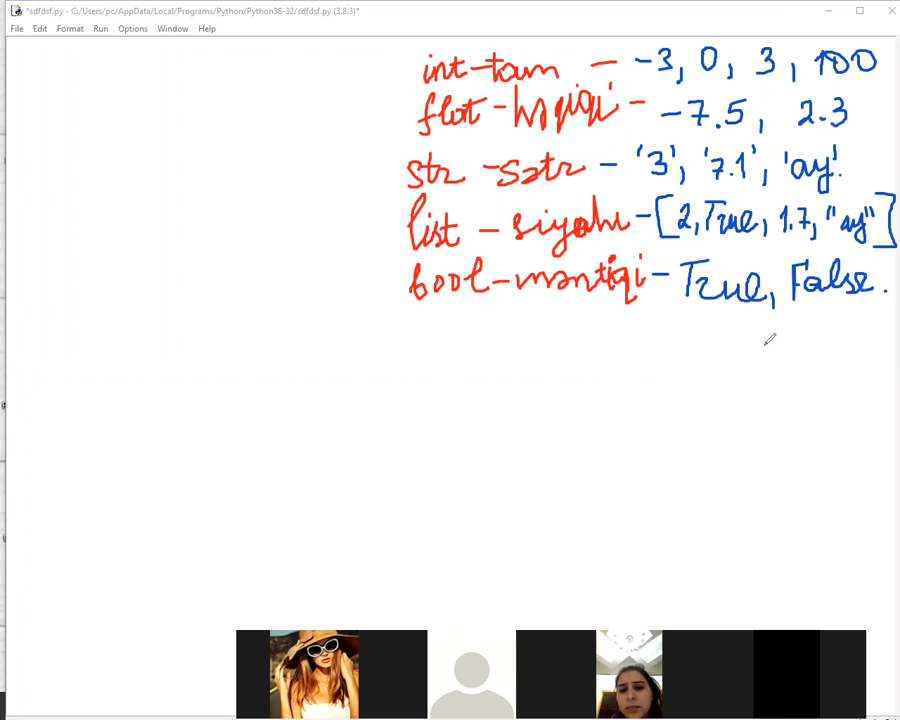 *sdfdsf.py - C:/Users/pc/AppData/Local/Programs/Python/Python38-32/sdfdsf.py (3.8.3)*
File Edit Format Run Options Window Help
int-tam - -3, 0, 3, 100
float - həqiqi - -7.5, 2.3
str - sətr - '3', '7.1', 'ay'.
list - siyahı - [2, True, 1.7, "ay"]
bool-məntiqi - True, False.